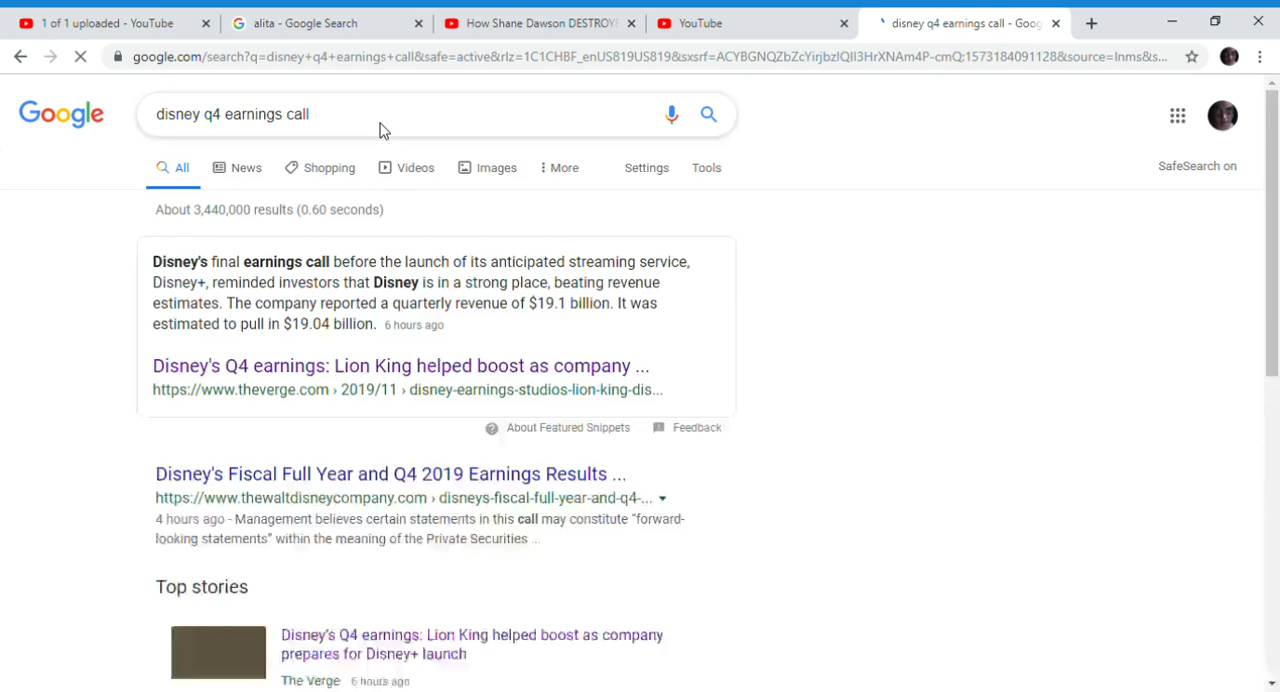 1 of 1 uploaded - YouTube
alita - Google Search
How Shane Dawson DESTROYE
YouTube
disney q4 earnings call - Goog
google.com/search?q=disney+q4+earnings+call&safe=active&rlz=1C1CHBF_enUS819US819&sxsrf=ACYBGNQZbZcYirjbzIQII3HrXNAm4P-cmQ:1573184091128&source=lnms&s...
Google
disney q4 earnings call
All
News
Shopping
Videos
Images
More
Settings
Tools
SafeSearch on
About 3,440,000 results (0.60 seconds)
Disney's final earnings call before the launch of its anticipated streaming service,
Disney+, reminded investors that Disney is in a strong place, beating revenue
estimates. The company reported a quarterly revenue of $19.1 billion. It was
estimated to pull in $19.04 billion. 6 hours ago
Disney's Q4 earnings: Lion King helped boost as company ...
https://www.theverge.com › 2019/11 › disney-earnings-studios-lion-king-dis...
About Featured Snippets
Feedback
Disney's Fiscal Full Year and Q4 2019 Earnings Results ...
https://www.thewaltdisneycompany.com › disneys-fiscal-full-year-and-q4-...
4 hours ago - Management believes certain statements in this call may constitute "forward-
looking statements" within the meaning of the Private Securities ...
Top stories
Disney's Q4 earnings: Lion King helped boost as company
prepares for Disney+ launch
The Verge 6 hours ago